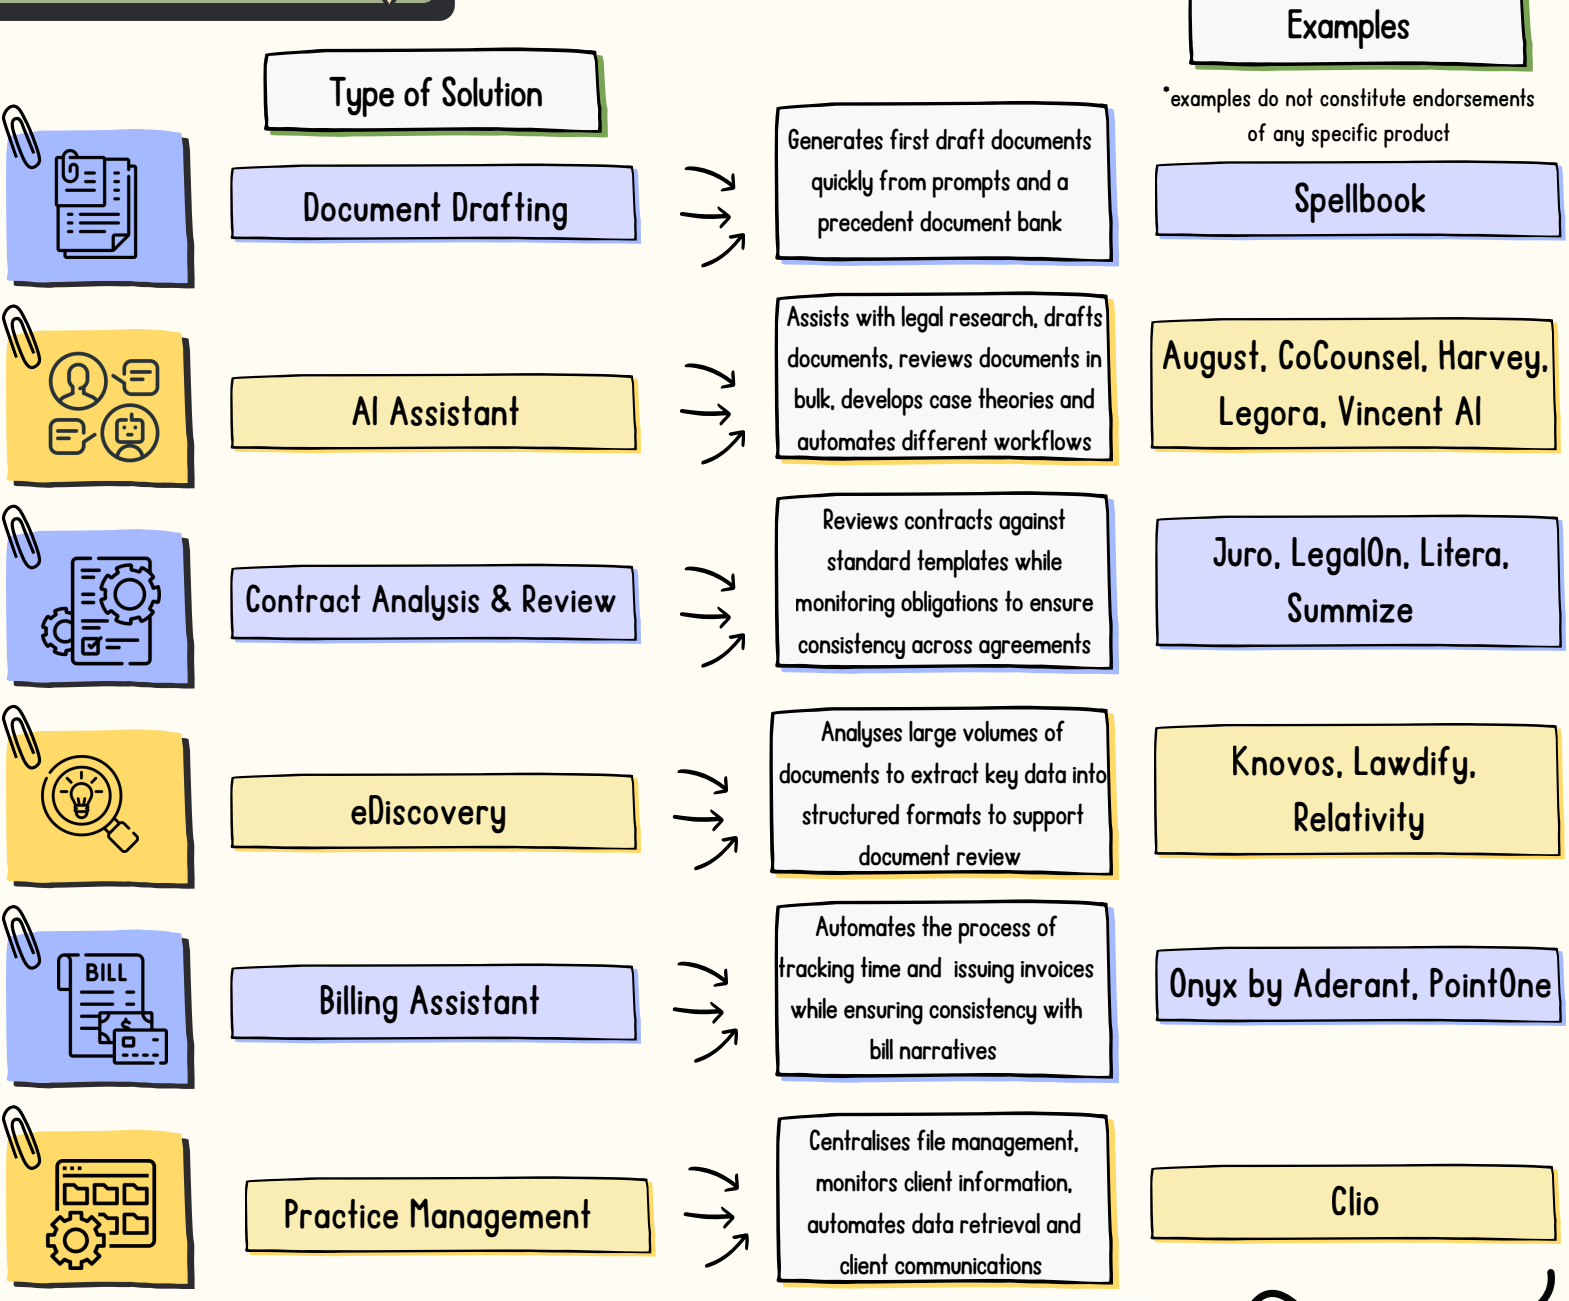 Examples
Type of Solution
*examples do not constitute endorsements
of any specific product
Document Drafting
Generates first draft documents
quickly from prompts and a
precedent document bank
Spellbook
AI Assistant
Assists with legal research, drafts
documents, reviews documents in
bulk, develops case theories and
automates different workflows
August, CoCounsel, Harvey,
Legora, Vincent AI
Contract Analysis & Review
Reviews contracts against
standard templates while
monitoring obligations to ensure
consistency across agreements
Juro, LegalOn, Litera,
Summize
eDiscovery
Analyses large volumes of
documents to extract key data into
structured formats to support
document review
Knovos, Lawdify,
Relativity
BILL
Billing Assistant
Automates the process of
tracking time and issuing invoices
while ensuring consistency with
bill narratives
Onyx by Aderant, PointOne
Practice Management
Centralises file management,
monitors client information,
automates data retrieval and
client communications
Clio